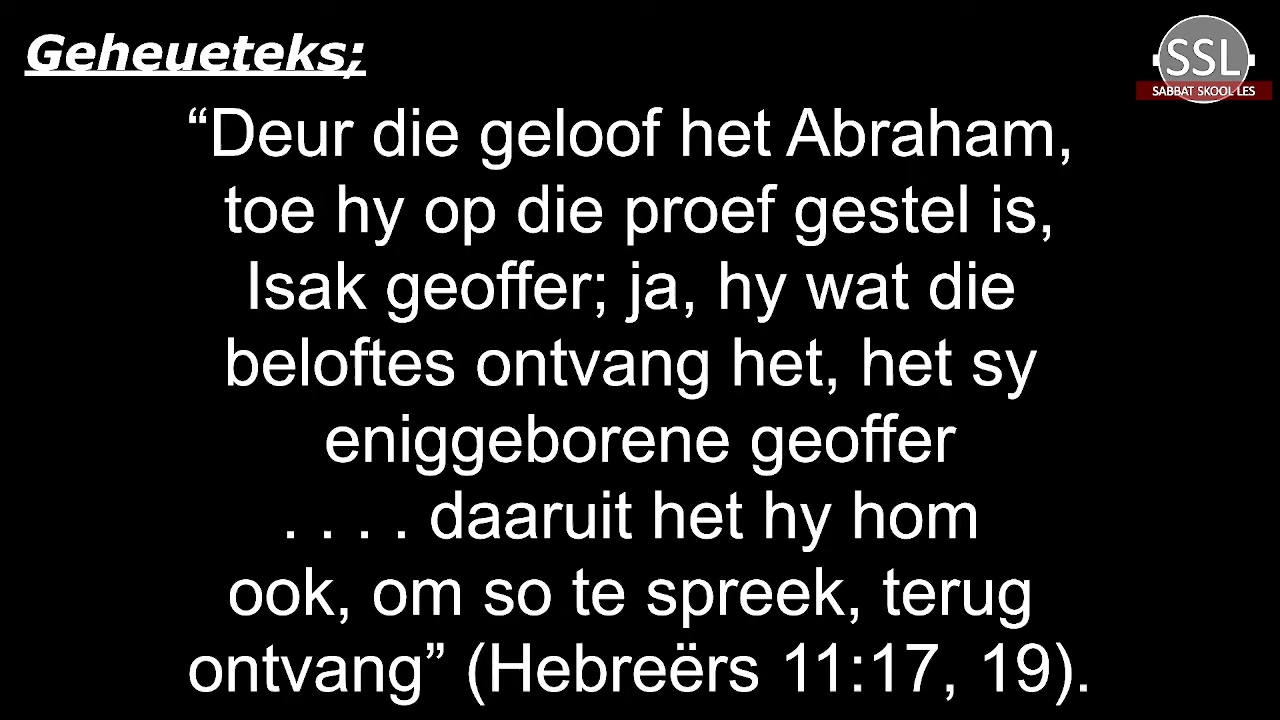 Geheueteks;
SSL
SABBAT SKOOL LES
“Deur die geloof het Abraham,
toe hy op die proef gestel is,
Isak geoffer; ja, hy wat die
beloftes ontvang het, het sy
eniggeborene geoffer
. . . . daaruit het hy hom
ook, om so te spreek, terug
ontvang” (Hebreërs 11:17, 19).